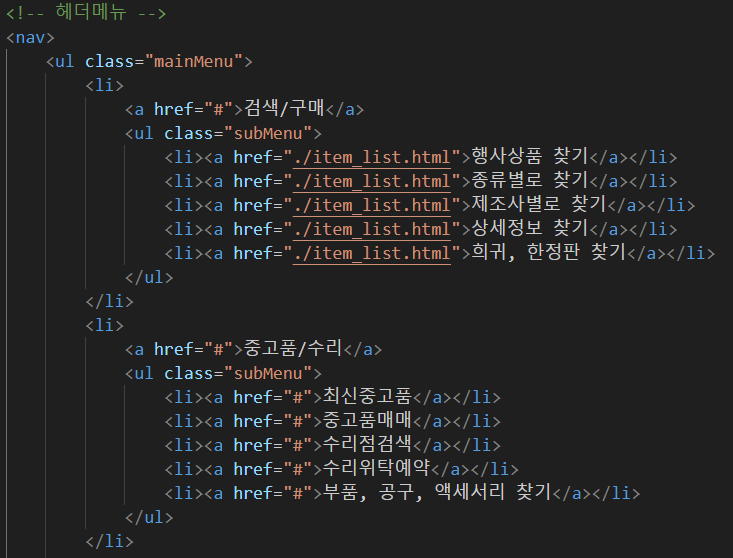 <!-- 헤더메뉴 -->
<nav>
<ul class="mainMenu">
<li>
<a href="#">검색/구매</a>
<ul class="subMenu">
<li><a href="./item_list.html">행사상품 찾기</a></li>
<li><a href="./item_list.html">종류별로 찾기</a></li>
<li><a href="./item_list.html">제조사별로 찾기</a></li>
<li><a href="./item_list.html">상세정보 찾기</a></li>
<li><a href="./item_list.html">희귀, 한정판 찾기</a></li>
</ul>
</li>
<li>
<a href="#">중고품/수리</a>
<ul class="subMenu">
<li><a href="#">최신중고품</a></li>
<li><a href="#">중고품매매</a></li>
<li><a href="#">수리점검색</a></li>
<li><a href="#">수리위탁예약</a></li>
<li><a href="#">부품, 공구, 액세서리 찾기</a></li>
</ul>
</li>